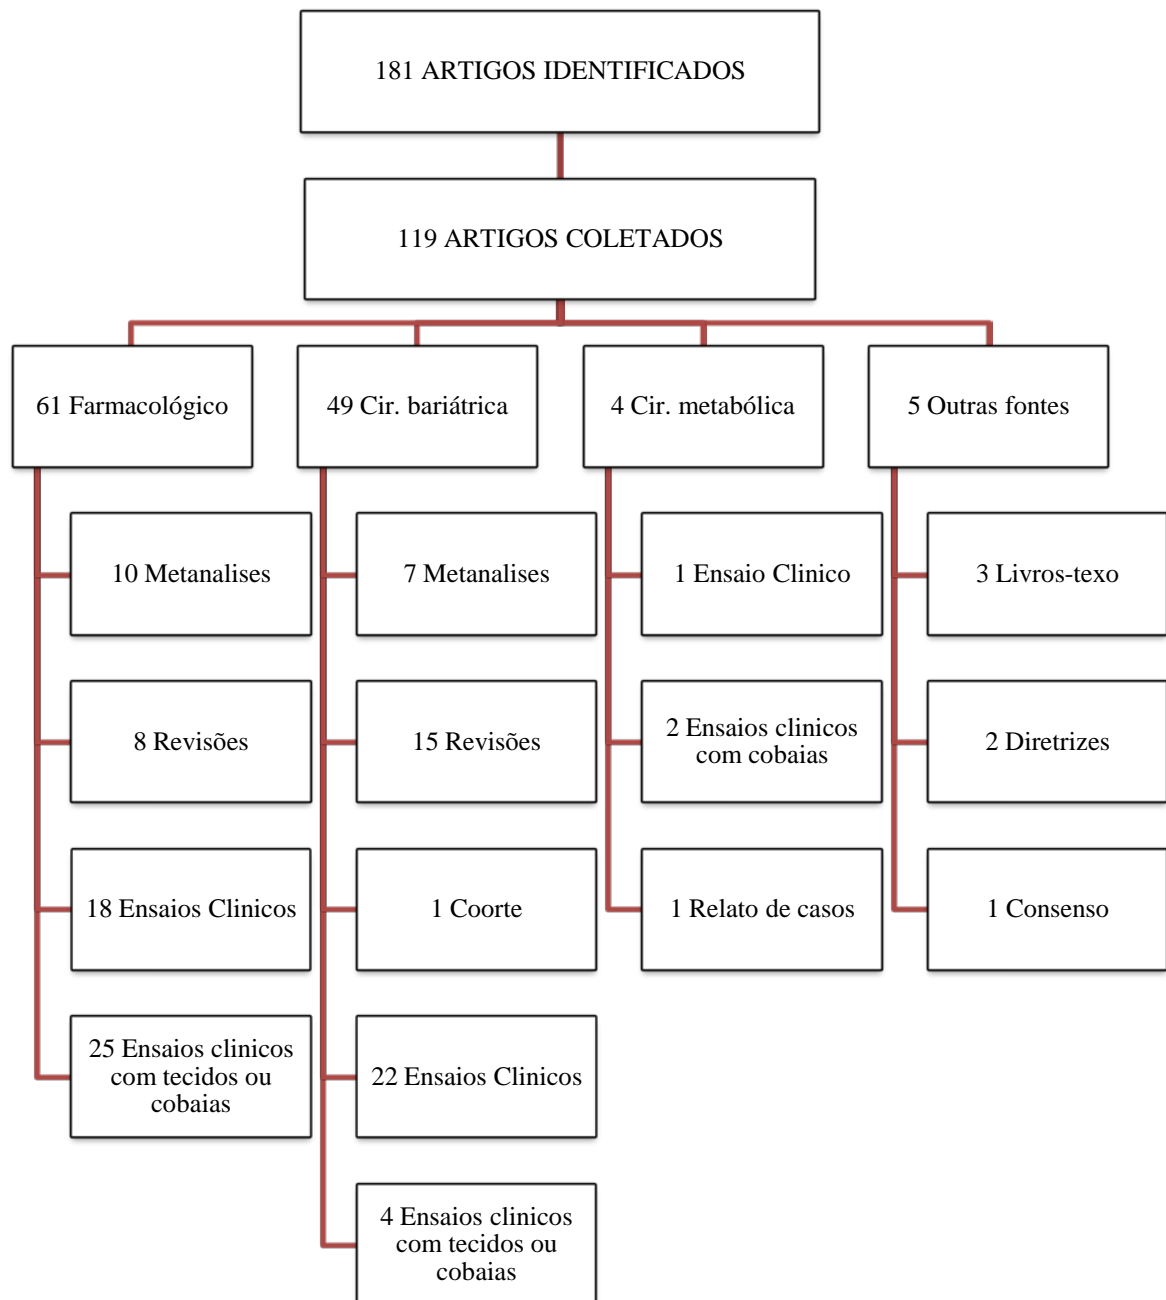 181 ARTIGOS IDENTIFICADOS
119 ARTIGOS COLETADOS
61 Farmacológico
49 Cir. bariátrica
4 Cir. metabólica
5 Outras fontes
10 Metanalises
7 Metanalises
1 Ensaio Clinico
3 Livros-texo
8 Revisões
15 Revisões
2 Ensaios clinicos
com cobaias
2 Diretrizes
18 Ensaios Clinicos
1 Coorte
1 Relato de casos
1 Consenso
25 Ensaios clinicos
com tecidos ou
cobaias
22 Ensaios Clinicos
4 Ensaios clinicos
com tecidos ou
cobaias